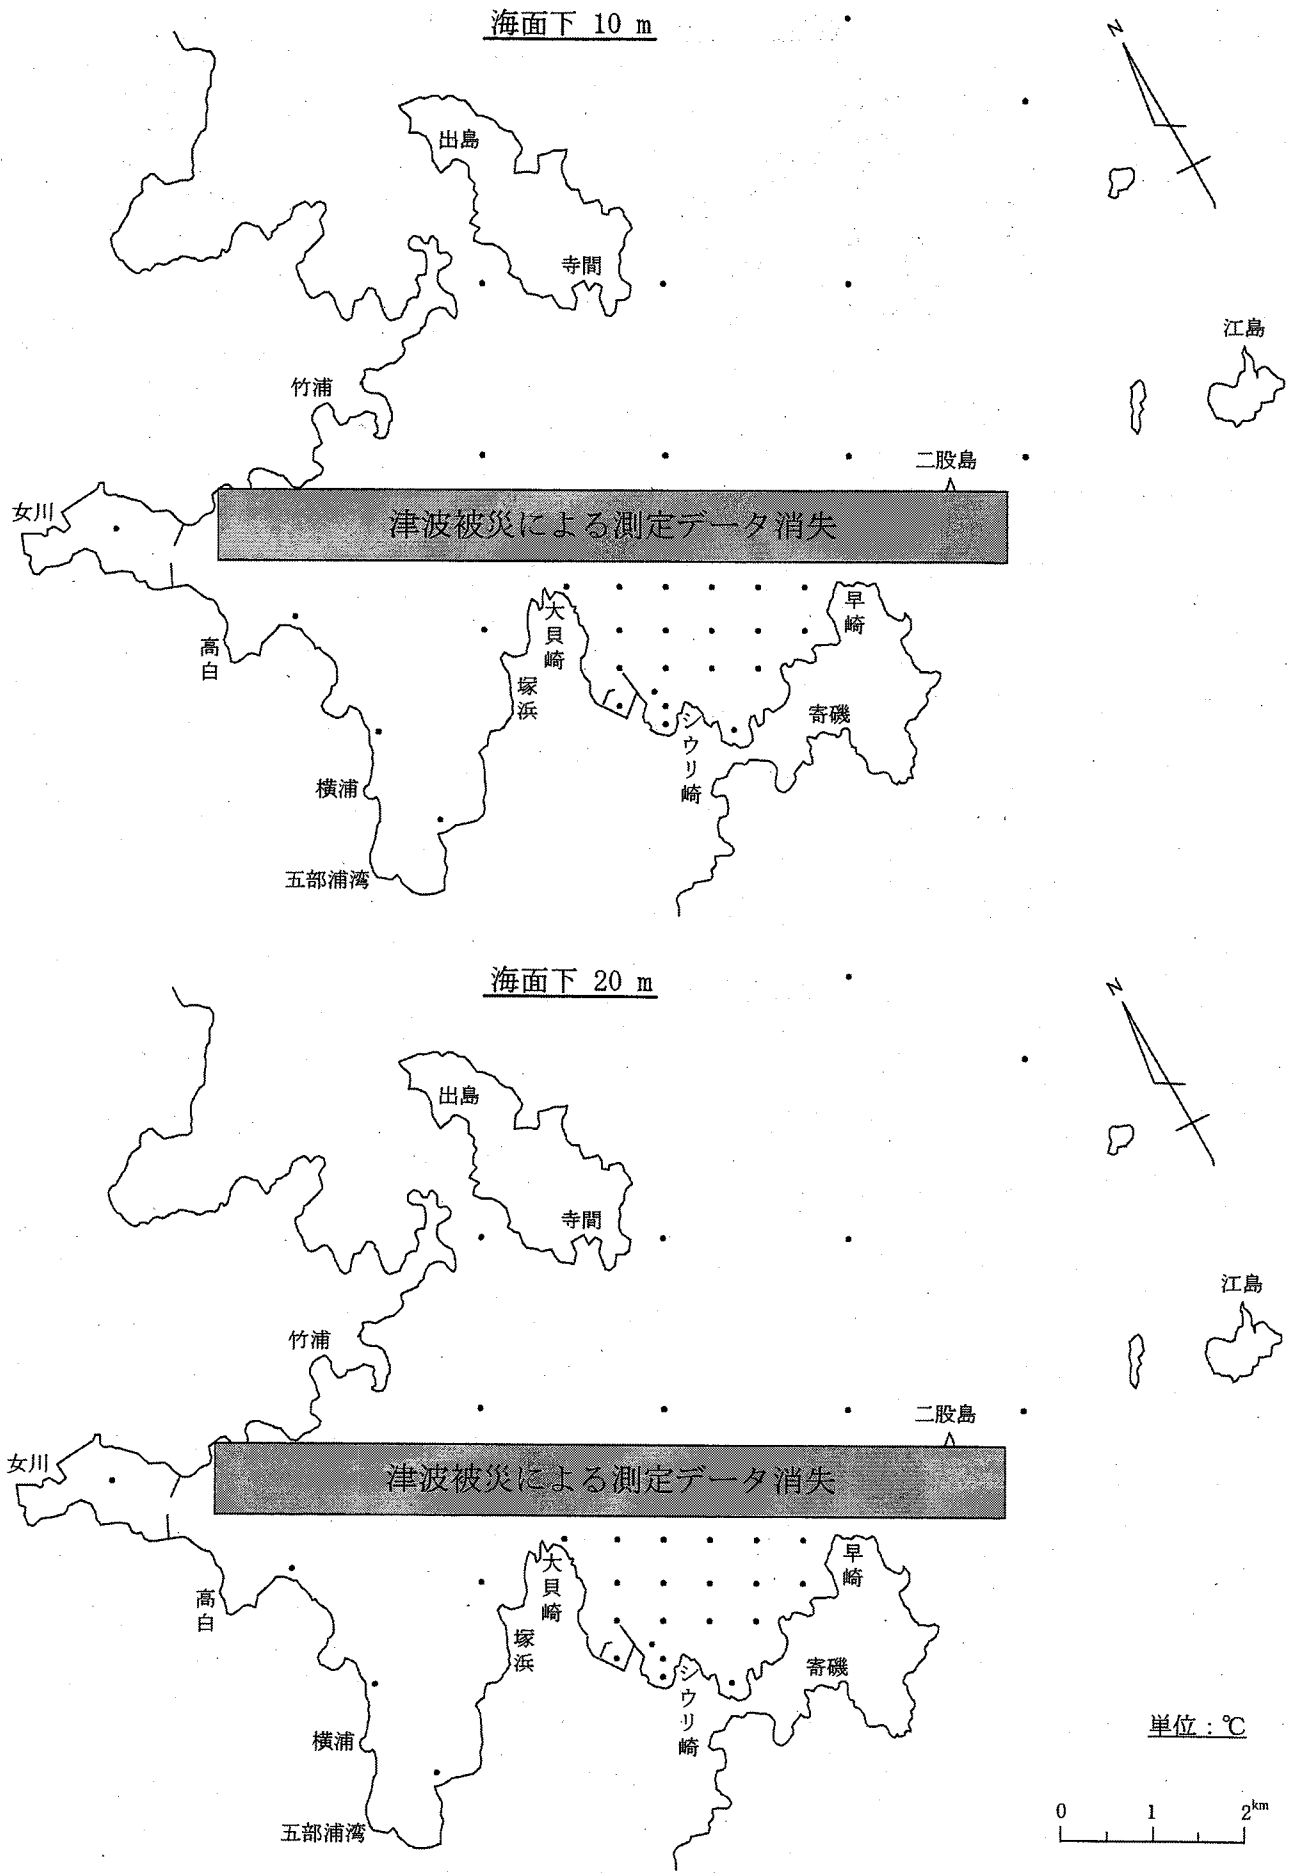 海面下 10 m
N
出島
寺間
江島
竹浦
二股島
女川
津波被災による測定データ消失
大貝崎
早崎
高白
塚浜
寄磯
シウリ崎
横浦
五部浦湾
海面下 20 m
N
出島
寺間
江島
竹浦
二股島
女川
津波被災による測定データ消失
大貝崎
早崎
高白
塚浜
寄磯
シウリ崎
横浦
五部浦湾
単位：℃
0 1 2km